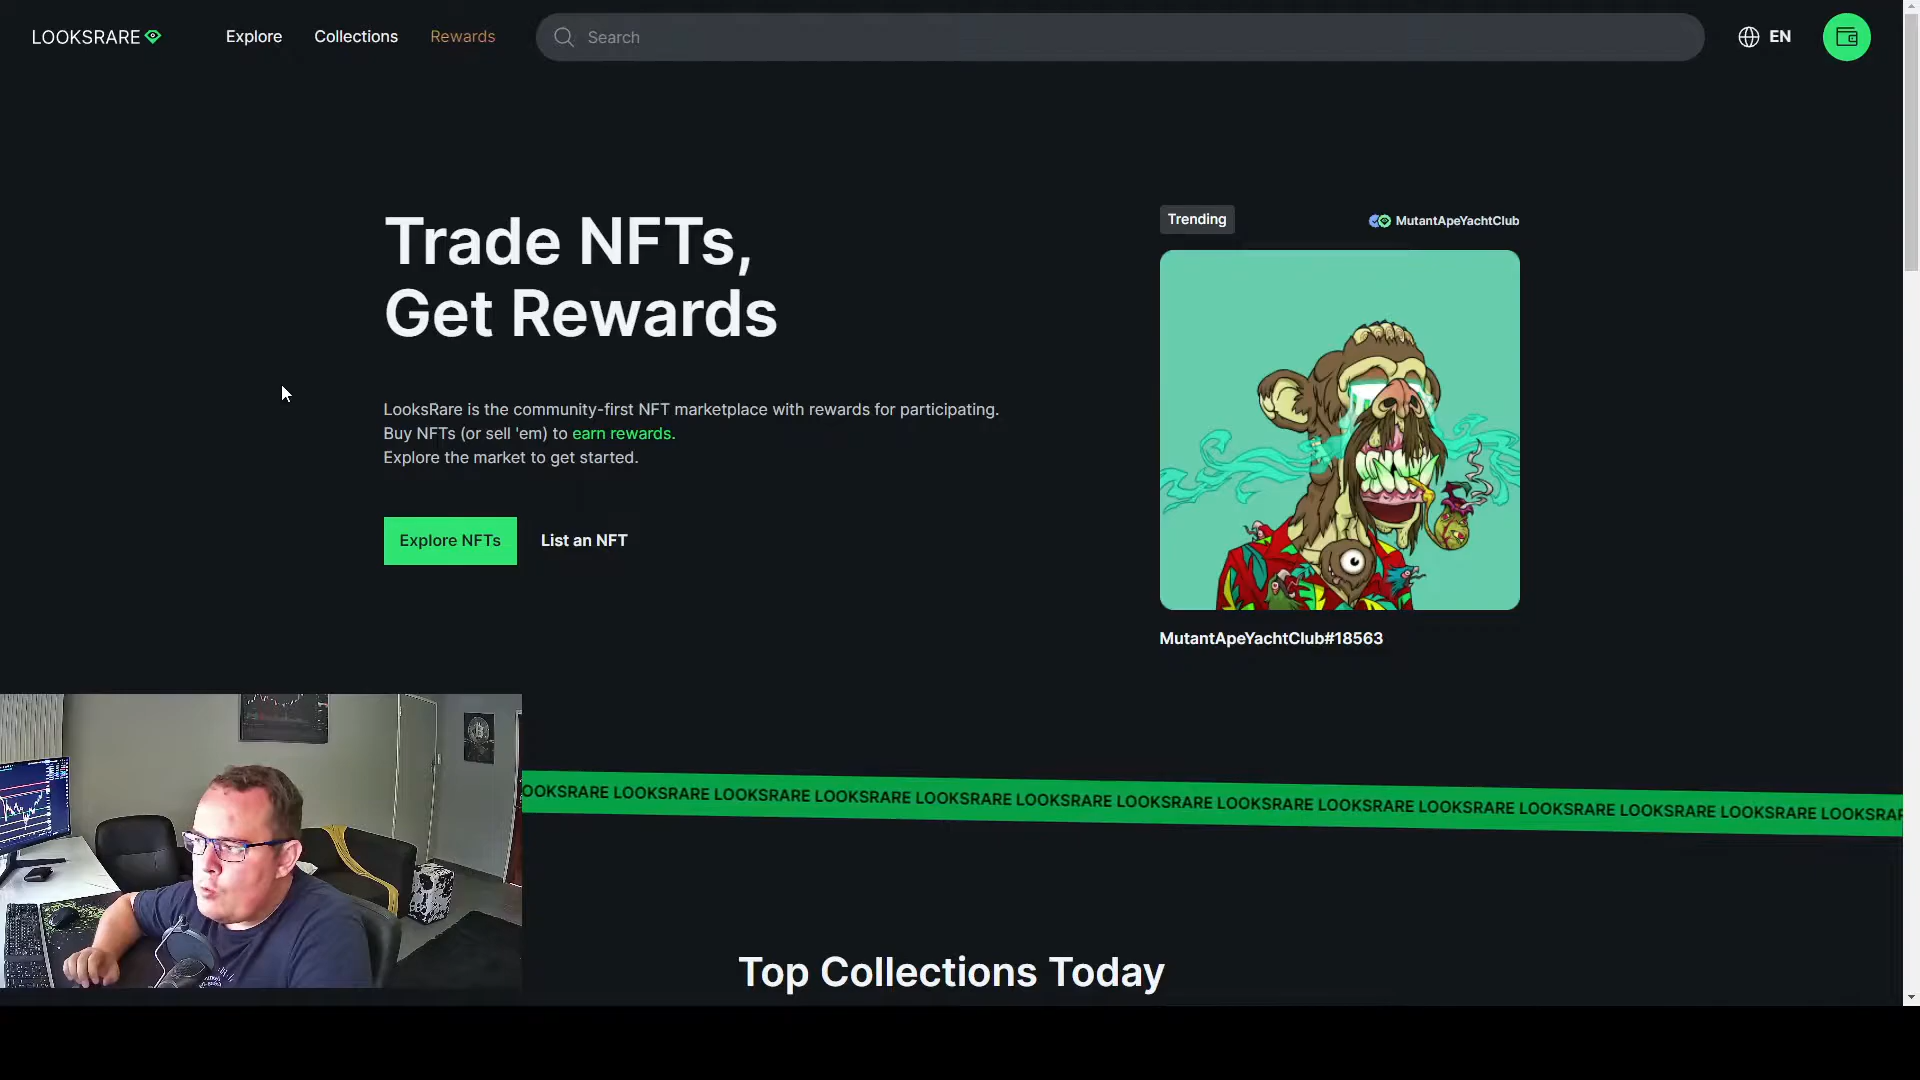 LOOKSRARE
Explore
Collections
Rewards
Search
EN
Trade NFTs,
Get Rewards
LooksRare is the community-first NFT marketplace with rewards for participating.
Buy NFTs (or sell 'em) to earn rewards.
Explore the market to get started.
Explore NFTs
List an NFT
Trending
MutantApeYachtClub
MutantApeYachtClub#18563
OOKSRARE LOOKSRARE LOOKSRARE LOOKSRARE LOOKSRARE LOOKSRARE LOOKSRARE LOOKSRARE LOOKSRARE LOOKSRARE LOOKSRARE LOOKSRARE LOOKSRARE LOOKSRAR
Top Collections Today